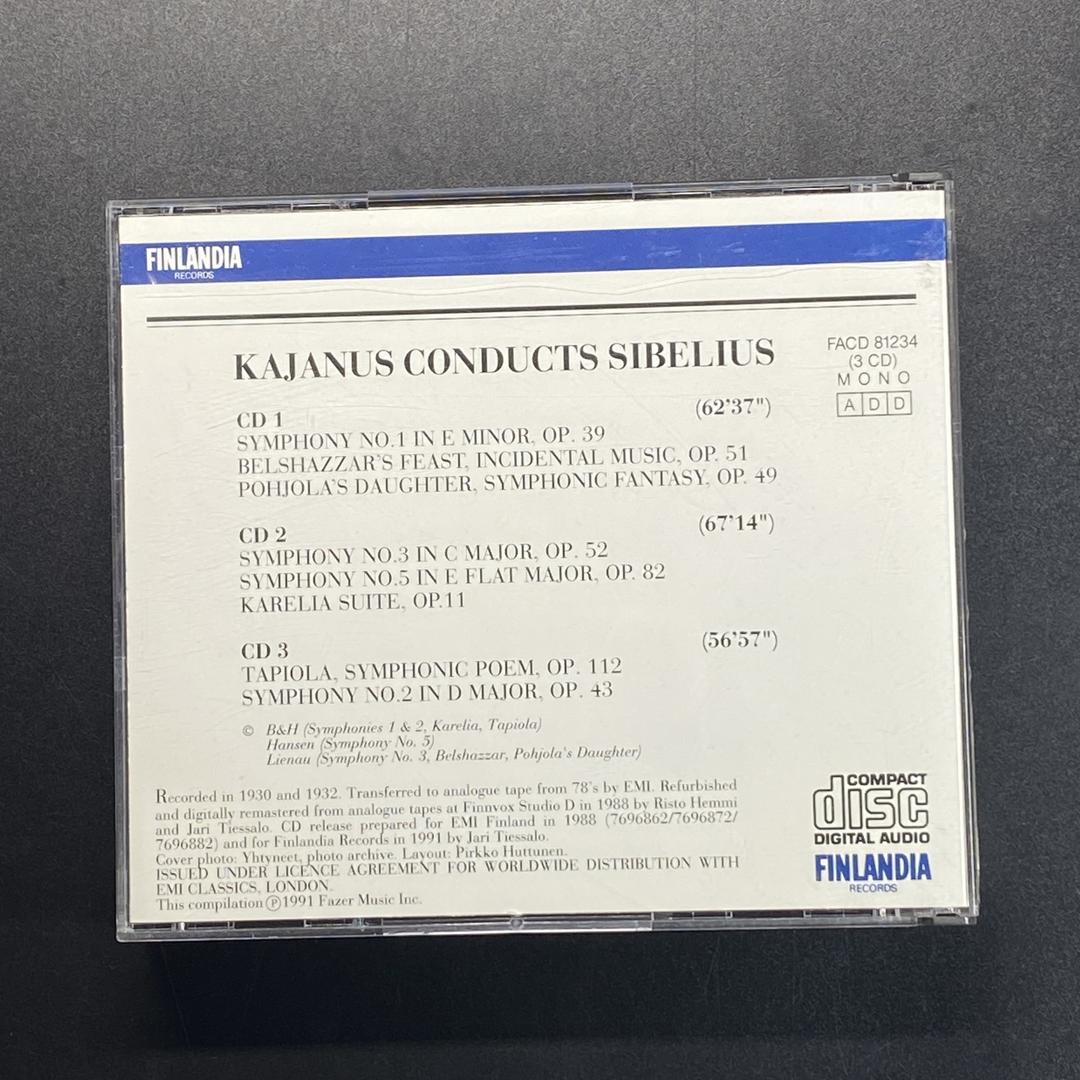 FINLANDIA
RECORDS
KAJANUS CONDUCTS SIBELIUS
FACD 81234
(3 CD)
MONO
ADD
CD 1 (62'37")
SYMPHONY NO.1 IN E MINOR, OP. 39
BELSHAZZAR'S FEAST, INCIDENTAL MUSIC, OP. 51
POHJOLA'S DAUGHTER, SYMPHONIC FANTASY, OP. 49
CD 2 (67'14")
SYMPHONY NO.3 IN C MAJOR, OP. 52
SYMPHONY NO.5 IN E FLAT MAJOR, OP. 82
KARELIA SUITE, OP.11
CD 3 (56'57")
TAPIOLA, SYMPHONIC POEM, OP. 112
SYMPHONY NO.2 IN D MAJOR, OP. 43
© B&H (Symphonies 1 & 2, Karelia, Tapiola)
Hansen (Symphony No. 5)
Lienau (Symphony No. 3, Belshazzar, Pohjola's Daughter)
Recorded in 1930 and 1932. Transferred to analogue tape from 78's by EMI. Refurbished
and digitally remastered from analogue tapes at Finnvox Studio D in 1988 by Risto Hemmi
and Jari Tiessalo. CD release prepared for EMI Finland in 1988 (7696862/7696872/
7696882) and for Finlandia Records in 1991 by Jari Tiessalo.
Cover photo: Yhtyneet, photo archive. Layout: Pirkko Huttunen.
ISSUED UNDER LICENCE AGREEMENT FOR WORLDWIDE DISTRIBUTION WITH
EMI CLASSICS, LONDON.
This compilation ℗1991 Fazer Music Inc.
COMPACT
disc
DIGITAL AUDIO
FINLANDIA
RECORDS